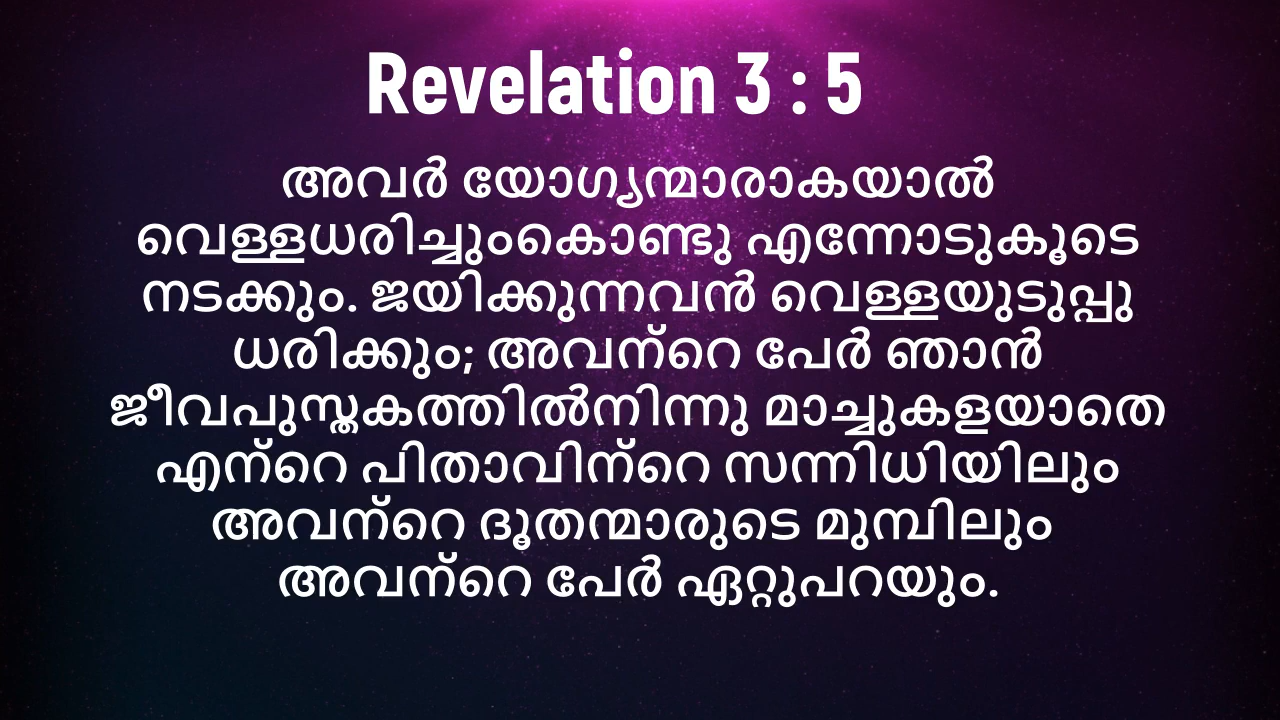 Revelation 3 : 5
അവർ യോഗ്യന്മാരാകയാൽ
വെള്ളധരിച്ചുംകൊണ്ടു എന്നോടുകൂടെ
നടക്കും. ജയിക്കുന്നവൻ വെള്ളയുടുപ്പു
ധരിക്കും; അവന്റെ പേർ ഞാൻ
ജീവപുസ്തകത്തിൽനിന്നു മാച്ചുകളയാതെ
എന്റെ പിതാവിന്റെ സന്നിധിയിലും
അവന്റെ ദൂതന്മാരുടെ മുമ്പിലും
അവന്റെ പേർ ഏറ്റുപറയും.